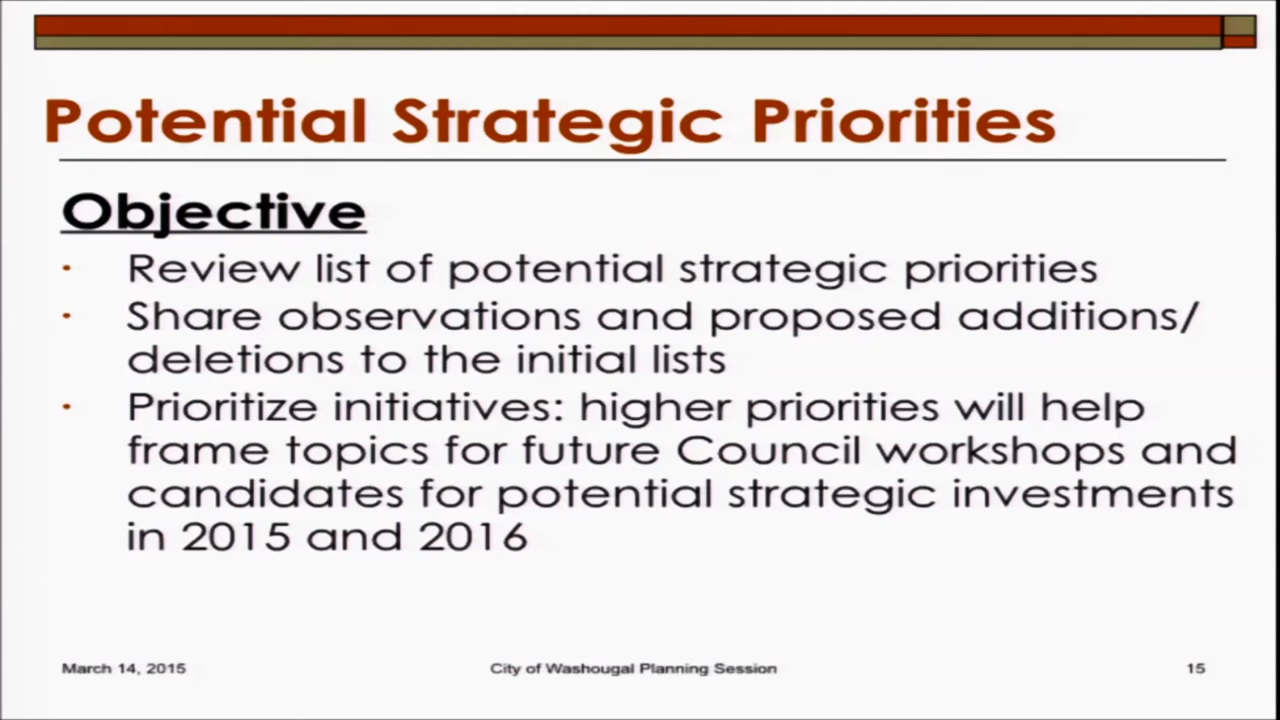 Potential Strategic Priorities
Objective
· Review list of potential strategic priorities
· Share observations and proposed additions/
deletions to the initial lists
· Prioritize initiatives: higher priorities will help
frame topics for future Council workshops and
candidates for potential strategic investments
in 2015 and 2016
March 14, 2015 City of Washougal Planning Session 15